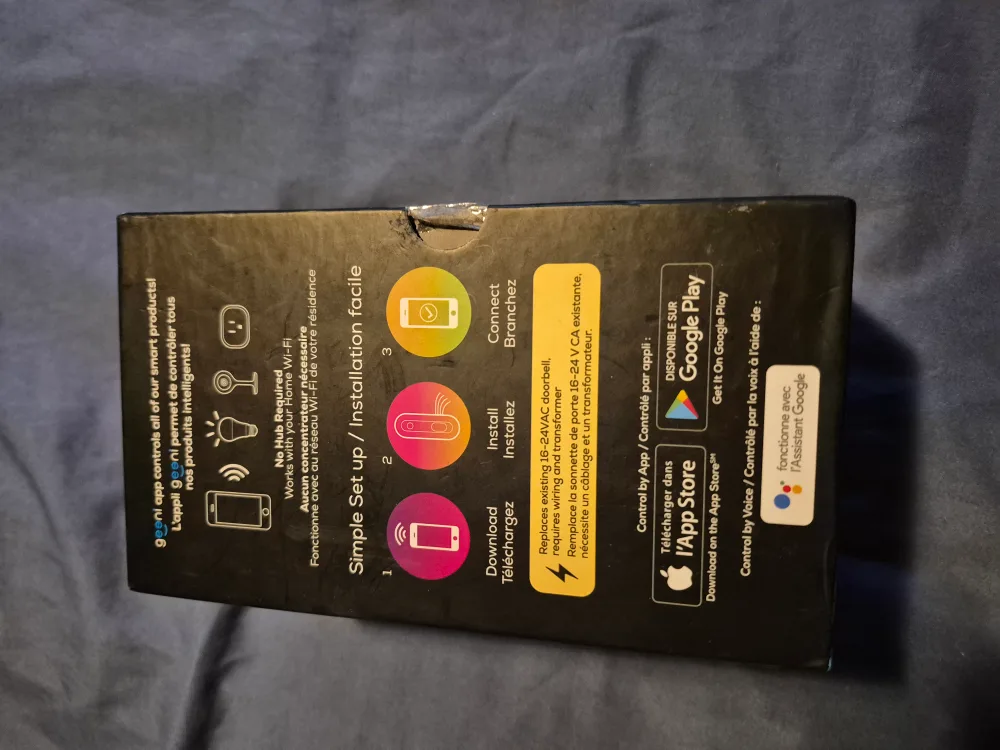 geeni app controls all of our smart products!
L'appli geeni permet de contrôler tous
nos produits intelligents!
No Hub Required
Works with your Home Wi-Fi
Aucun concentrateur nécessaire
Fonctionne avec au réseau Wi-Fi de votre résidence
Simple Set up / Installation facile
1
2
3
Download
Téléchargez
Install
Installez
Connect
Branchez
Replaces existing 16-24VAC doorbell,
requires wiring and transformer
Remplace la sonnette de porte 16-24 V CA existante,
nécessite un câblage et un transformateur.
Control by App / Contrôlé par appli :
Télécharger dans
l'App Store
Download on the App Store℠
DISPONIBLE SUR
Google Play
Get It On Google Play
Control by Voice / Contrôlé par la voix à l'aide de :
fonctionne avec
l'Assistant Google